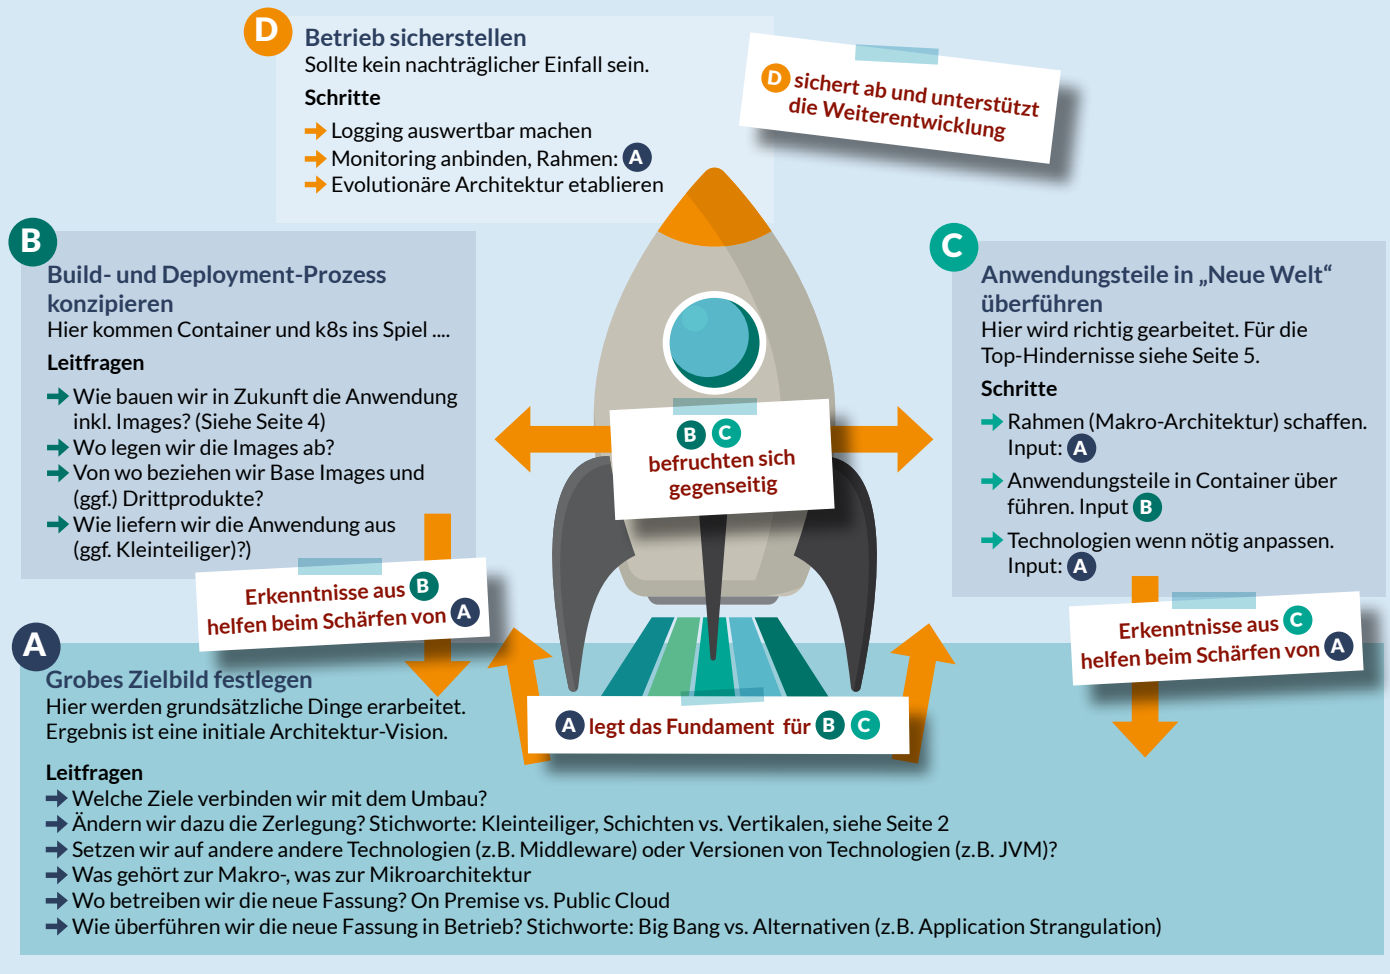 D
Betrieb sicherstellen
Sollte kein nachträglicher Einfall sein.
Schritte
Logging auswertbar machen
Monitoring anbinden, Rahmen: A
Evolutionäre Architektur etablieren
D sichert ab und unterstützt
die Weiterentwicklung
B
Build- und Deployment-Prozess
konzipieren
Hier kommen Container und k8s ins Spiel ....
Leitfragen
Wie bauen wir in Zukunft die Anwendung
inkl. Images? (Siehe Seite 4)
Wo legen wir die Images ab?
Von wo beziehen wir Base Images und
(ggf.) Drittprodukte?
Wie liefern wir die Anwendung aus
(ggf. Kleinteiliger)?)
B C
befruchten sich
gegenseitig
C
Anwendungsteile in „Neue Welt“
überführen
Hier wird richtig gearbeitet. Für die
Top-Hindernisse siehe Seite 5.
Schritte
Rahmen (Makro-Architektur) schaffen.
Input: A
Anwendungsteile in Container über
führen. Input B
Technologien wenn nötig anpassen.
Input: A
Erkenntnisse aus B
helfen beim Schärfen von A
Erkenntnisse aus C
helfen beim Schärfen von A
A
Grobes Zielbild festlegen
Hier werden grundsätzliche Dinge erarbeitet.
Ergebnis ist eine initiale Architektur-Vision.
A legt das Fundament für B C
Leitfragen
Welche Ziele verbinden wir mit dem Umbau?
Ändern wir dazu die Zerlegung? Stichworte: Kleinteiliger, Schichten vs. Vertikalen, siehe Seite 2
Setzen wir auf andere andere Technologien (z.B. Middleware) oder Versionen von Technologien (z.B. JVM)?
Was gehört zur Makro-, was zur Mikroarchitektur
Wo betreiben wir die neue Fassung? On Premise vs. Public Cloud
Wie überführen wir die neue Fassung in Betrieb? Stichworte: Big Bang vs. Alternativen (z.B. Application Strangulation)